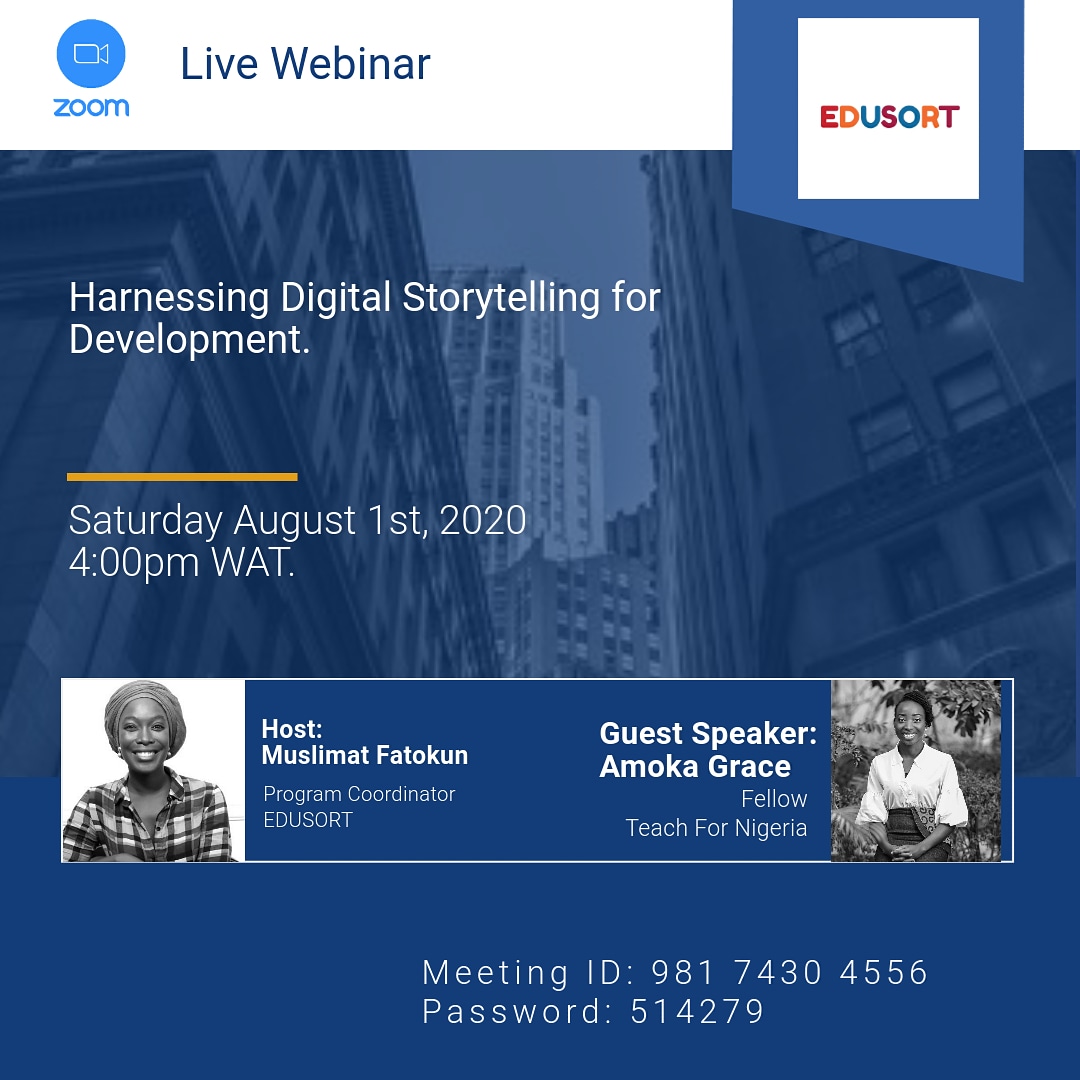 zoom
Live Webinar
EDUSORT
Harnessing Digital Storytelling for
Development.
Saturday August 1st, 2020
4:00pm WAT.
Host:
Muslimat Fatokun
Program Coordinator
EDUSORT
Guest Speaker:
Amoka Grace
Fellow
Teach For Nigeria
Meeting ID: 981 7430 4556
Password: 514279